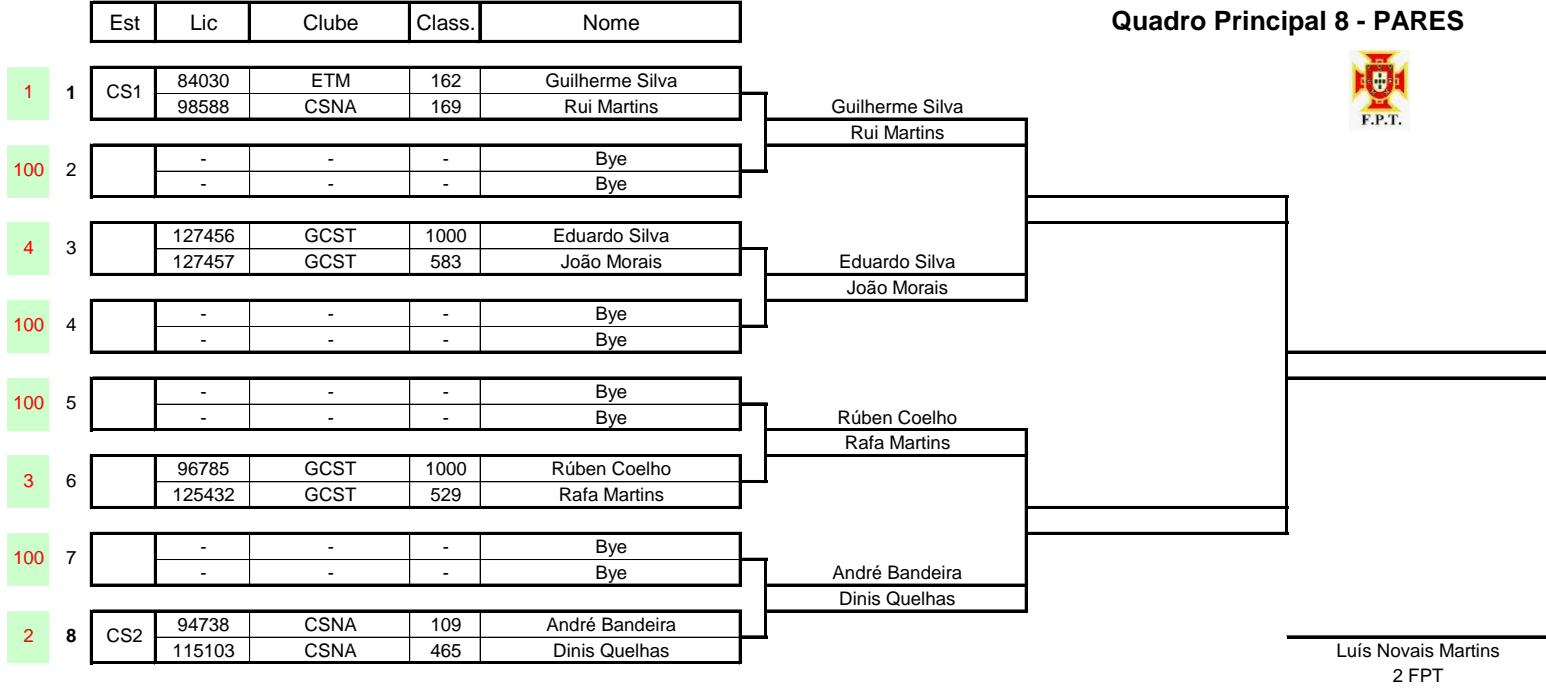 Est Lic Clube Class. Nome
Quadro Principal 8 - PARES
F.P.T.
1 1 CS1 84030 ETM 162 Guilherme Silva
98588 CSNA 169 Rui Martins
Guilherme Silva
Rui Martins
100 2 - - - Bye
- - - Bye
4 3 127456 GCST 1000 Eduardo Silva
127457 GCST 583 João Morais
Eduardo Silva
João Morais
100 4 - - - Bye
- - - Bye
100 5 - - - Bye
- - - Bye
Rúben Coelho
Rafa Martins
3 6 96785 GCST 1000 Rúben Coelho
125432 GCST 529 Rafa Martins
100 7 - - - Bye
- - - Bye
André Bandeira
Dinis Quelhas
2 8 CS2 94738 CSNA 109 André Bandeira
115103 CSNA 465 Dinis Quelhas
Luís Novais Martins
2 FPT